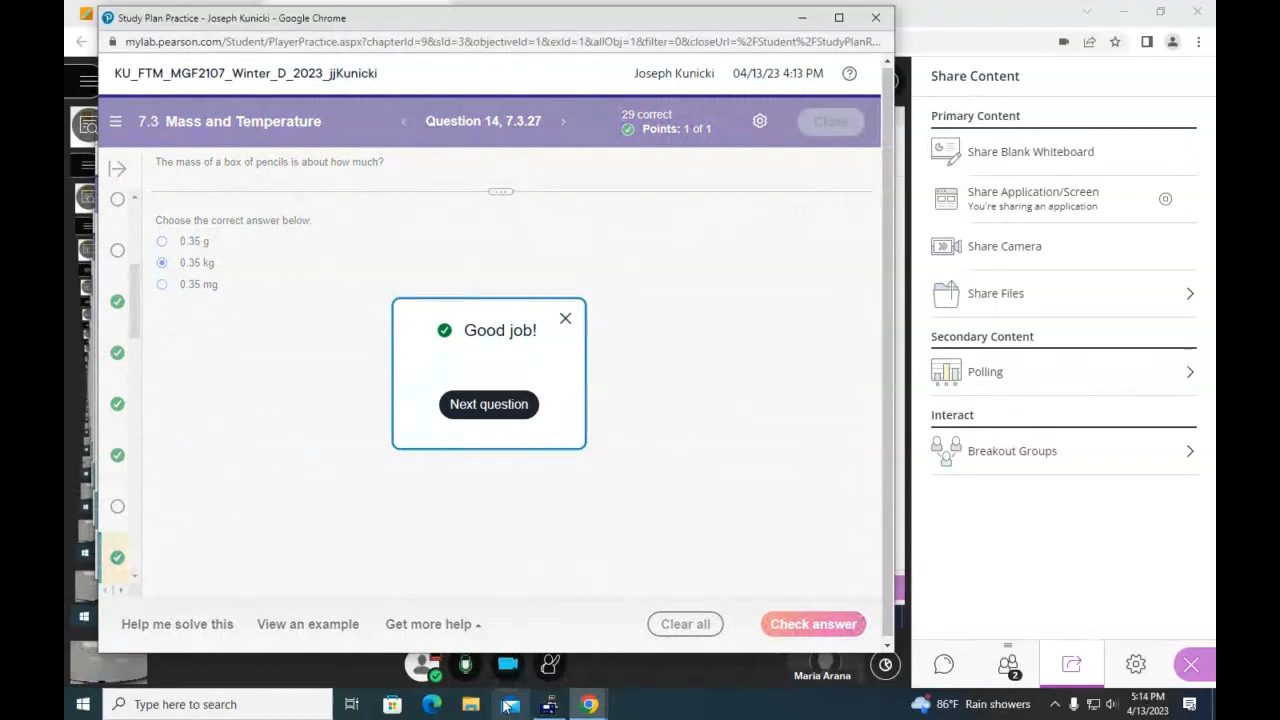 Study Plan Practice - Joseph Kunicki - Google Chrome
mylab.pearson.com/Student/PlayerPractice.aspx?chapterId=9&sId=3&objectiveId=1&exId=1&allObj=1&filter=0&closeUrl=%2FStudent%2FStudyPlanR...
KU_FTM_MGF2107_Winter_D_2023_jjKunicki
Joseph Kunicki 04/13/23 4:13 PM
7.3 Mass and Temperature
Question 14, 7.3.27
29 correct
Points: 1 of 1
Close
The mass of a box of pencils is about how much?
Choose the correct answer below.
0.35 g
0.35 kg
0.35 mg
Good job!
Next question
Help me solve this
View an example
Get more help
Clear all
Check answer
Maria Arana
Share Content
Primary Content
Share Blank Whiteboard
Share Application/Screen
You're sharing an application
Share Camera
Share Files
Secondary Content
Polling
Interact
Breakout Groups
2
Type here to search
86°F Rain showers
5:14 PM
4/13/2023